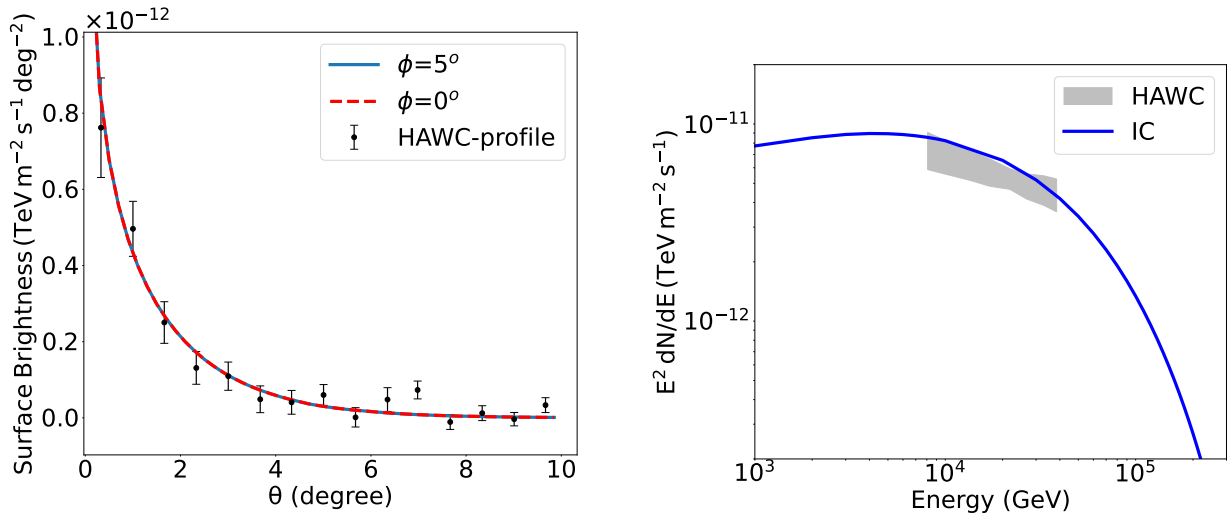 ×10⁻¹²
1.0
0.8
0.6
0.4
0.2
0.0
Surface Brightness (TeV m⁻² s⁻¹ deg⁻²)
ϕ=5ᵒ
ϕ=0ᵒ
HAWC-profile
0 2 4 6 8 10
θ (degree)
10⁻¹¹
10⁻¹²
E² dN/dE (TeV m⁻² s⁻¹)
HAWC
IC
10³ 10⁴ 10⁵
Energy (GeV)